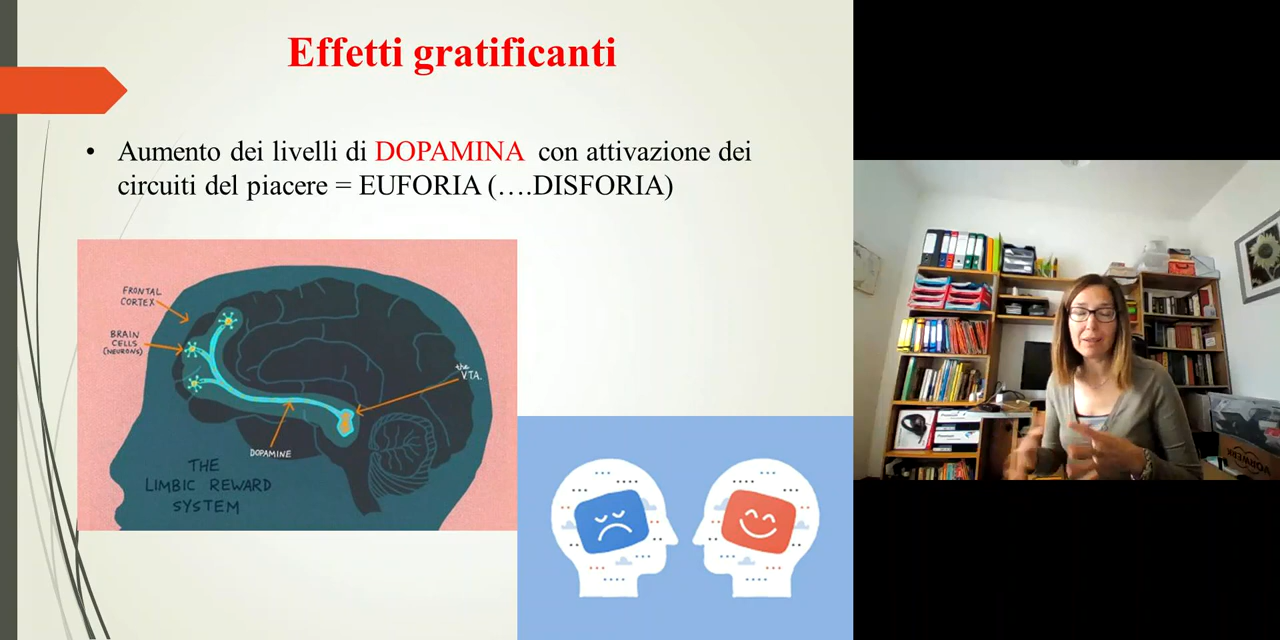 Effetti gratificanti
• Aumento dei livelli di DOPAMINA con attivazione dei
circuiti del piacere = EUFORIA (….DISFORIA)
FRONTAL
CORTEX
BRAIN
CELLS
(NEURONS)
the
V.T.A.
DOPAMINE
THE
LIMBIC REWARD
SYSTEM